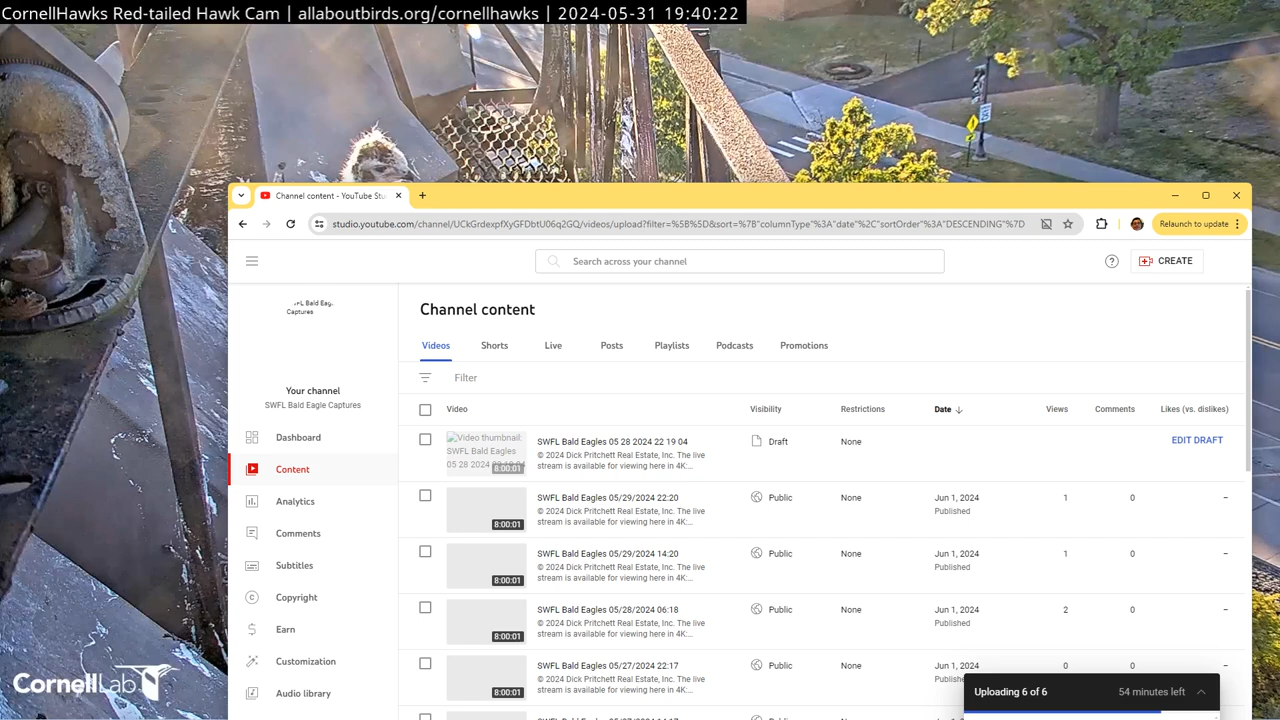 CornellHawks Red-tailed Hawk Cam | allaboutbirds.org/cornellhawks | 2024-05-31 19:40:22
Channel content - YouTube Stu
studio.youtube.com/channel/UCkGrdexpfXyGFDbtU06q2GQ/videos/upload?filter=%5B%5D&sort=%7B"columnType"%3A"date"%2C"sortOrder"%3A"DESCENDING"%7D
Relaunch to update
Search across your channel
CREATE
SWFL Bald Eag
Captures
Your channel
SWFL Bald Eagle Captures
Dashboard
Content
Analytics
Comments
Subtitles
Copyright
Earn
Customization
Audio library
Channel content
Videos Shorts Live Posts Playlists Podcasts Promotions
Filter
Video Visibility Restrictions Date Views Comments Likes (vs. dislikes)
Video thumbnail:
SWFL Bald Eagles
05 28 2024
8:00:01
SWFL Bald Eagles 05 28 2024 22 19 04
© 2024 Dick Pritchett Real Estate, Inc. The live
stream is available for viewing here in 4K:...
Draft None EDIT DRAFT
8:00:01
SWFL Bald Eagles 05/29/2024 22:20
© 2024 Dick Pritchett Real Estate, Inc. The live
stream is available for viewing here in 4K:...
Public None Jun 1, 2024 1 0 –
Published
8:00:01
SWFL Bald Eagles 05/29/2024 14:20
© 2024 Dick Pritchett Real Estate, Inc. The live
stream is available for viewing here in 4K:...
Public None Jun 1, 2024 1 0 –
Published
8:00:01
SWFL Bald Eagles 05/28/2024 06:18
© 2024 Dick Pritchett Real Estate, Inc. The live
stream is available for viewing here in 4K:...
Public None Jun 1, 2024 2 0 –
Published
8:00:01
SWFL Bald Eagles 05/27/2024 22:17
© 2024 Dick Pritchett Real Estate, Inc. The live
stream is available for viewing here in 4K:...
Public None Jun 1, 2024 0 0 –
Uploading 6 of 6 54 minutes left
CornellLab